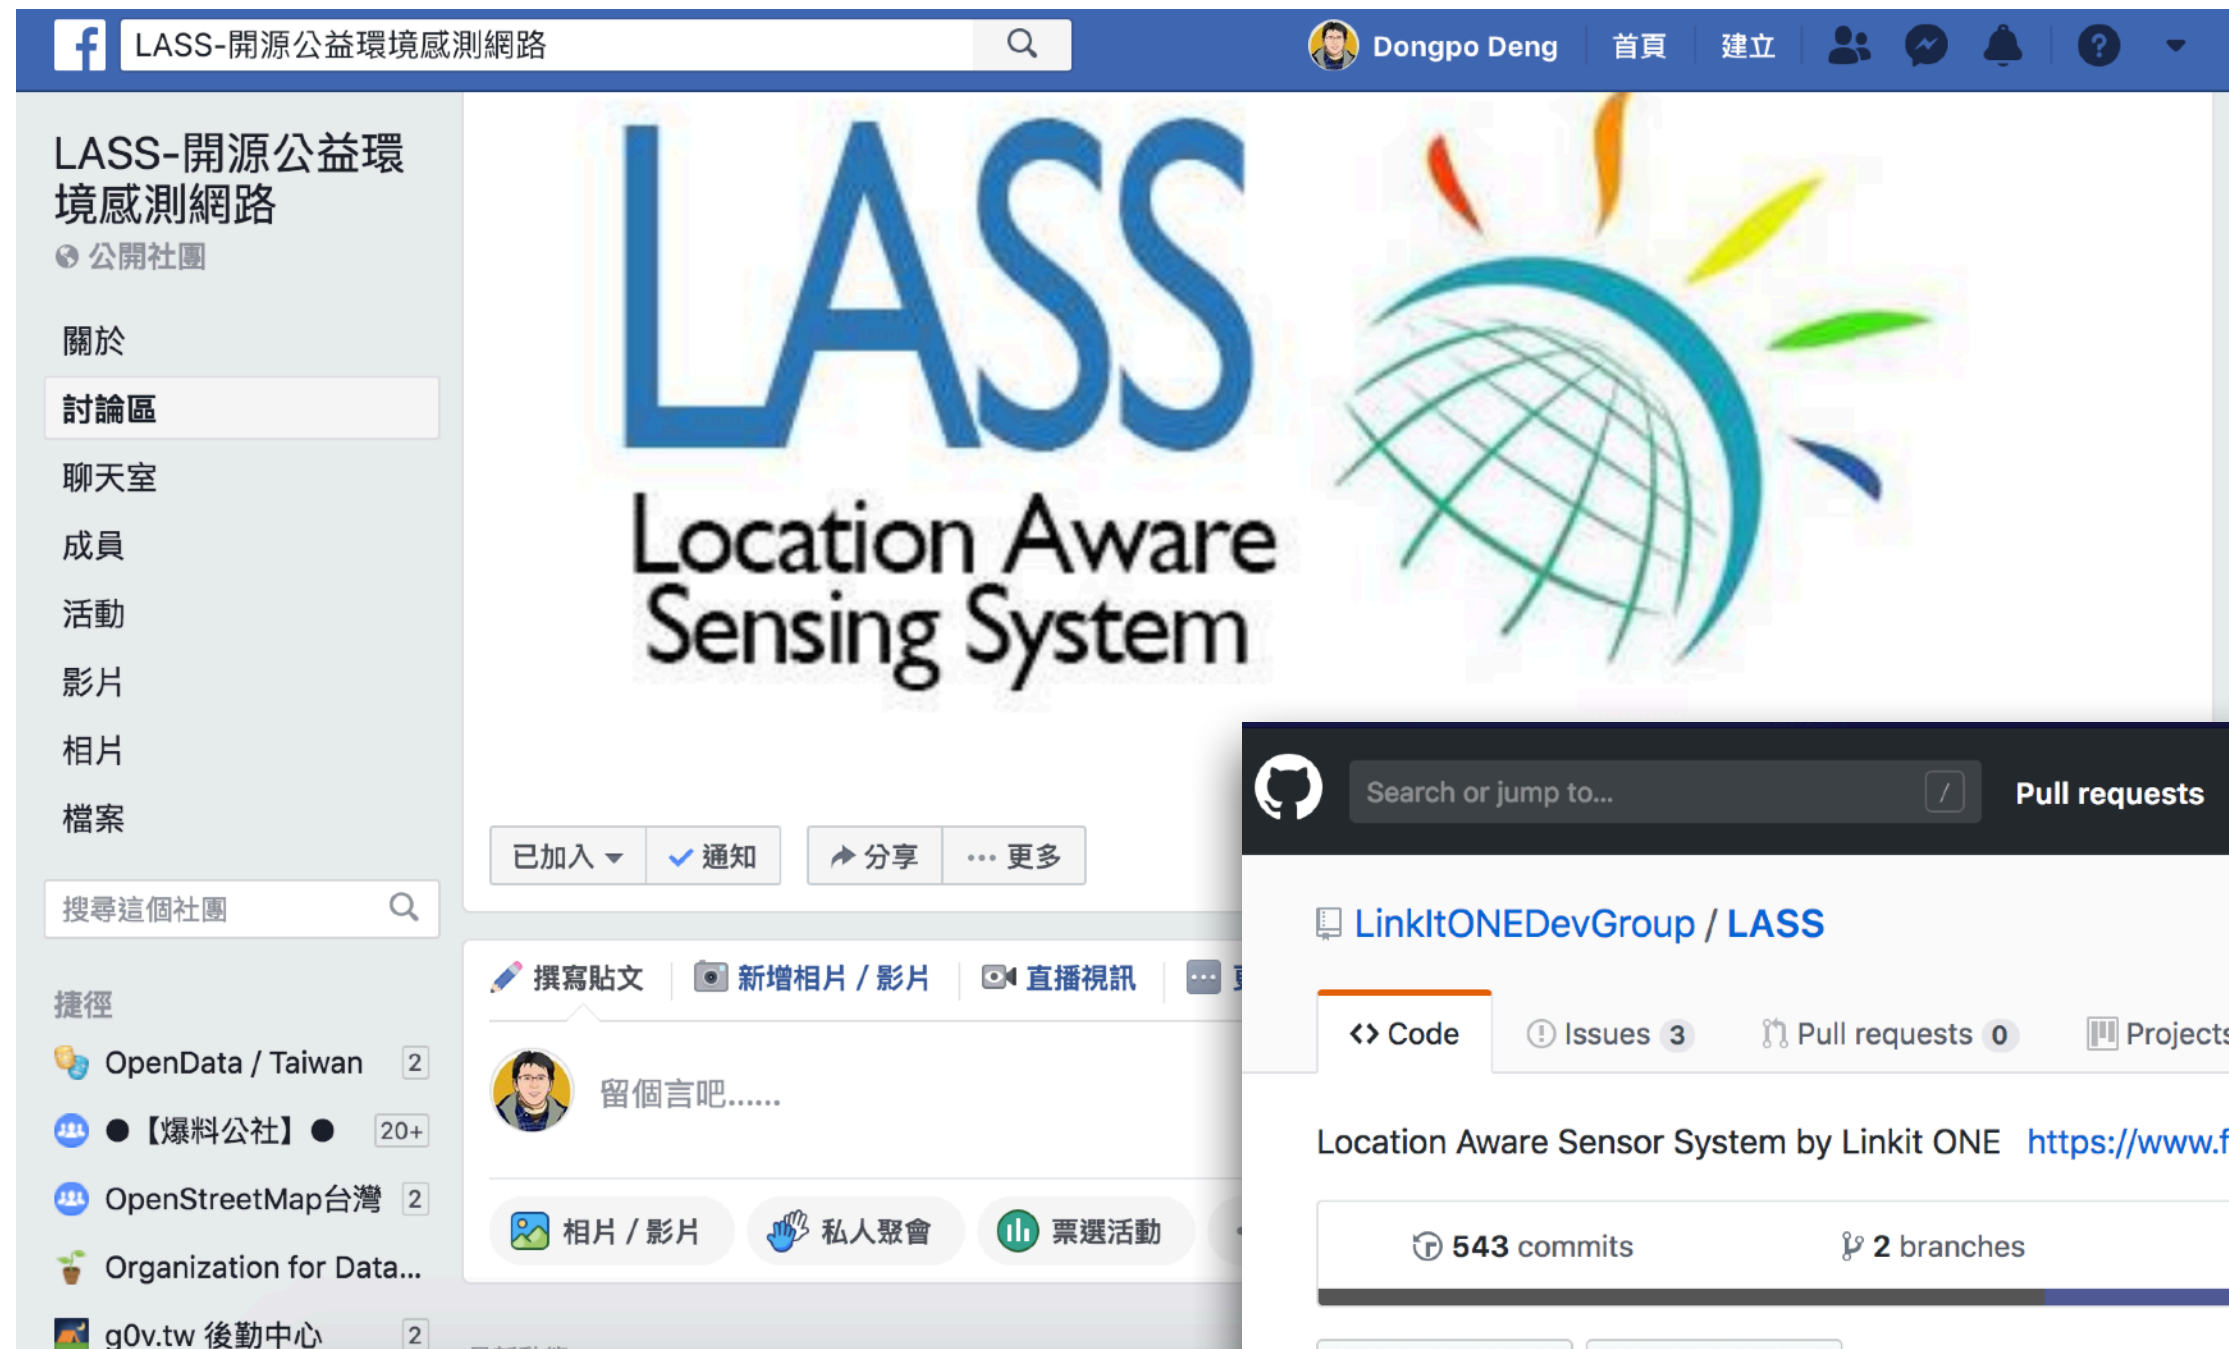 LASS-開源公益環境感測網路
Dongpo Deng 首頁 建立
LASS-開源公益環
境感測網路
公開社團
關於
討論區
聊天室
成員
活動
影片
相片
檔案
搜尋這個社團
捷徑
OpenData / Taiwan 2
●【爆料公社】● 20+
OpenStreetMap台灣 2
Organization for Data...
g0v.tw 後勤中心 2
LASS
Location Aware
Sensing System
已加入 通知 分享 ... 更多
撰寫貼文 新增相片 / 影片 直播視訊
留個言吧......
相片 / 影片 私人聚會 票選活動
Search or jump to... / Pull requests
LinkItONEDevGroup / LASS
<> Code Issues 3 Pull requests 0 Projects
Location Aware Sensor System by Linkit ONE https://www.f
543 commits 2 branches